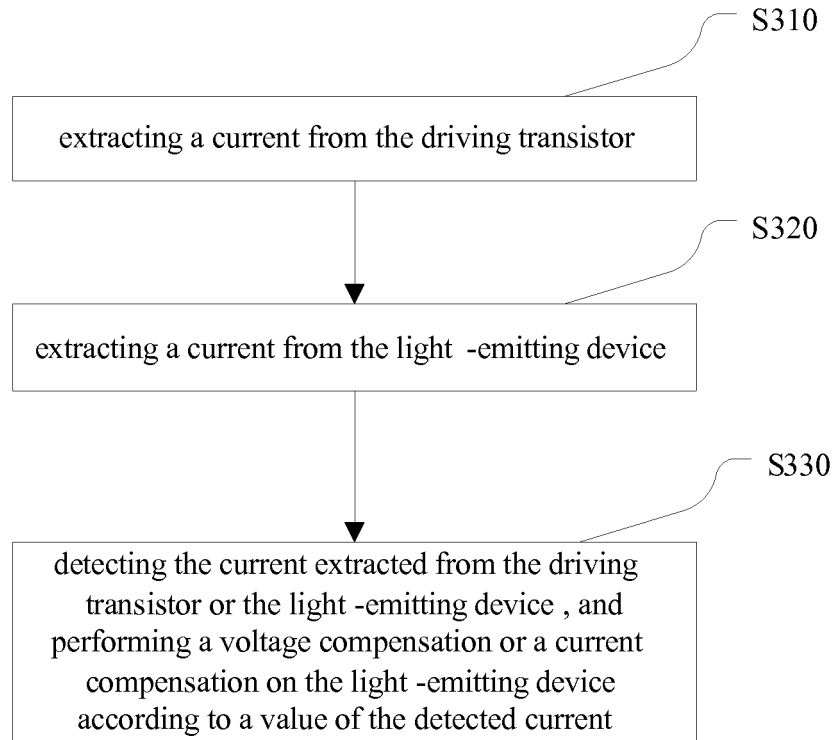 S310
extracting a current from the driving transistor
S320
extracting a current from the light -emitting device
S330
detecting the current extracted from the driving
transistor or the light -emitting device , and
performing a voltage compensation or a current
compensation on the light -emitting device
according to a value of the detected current